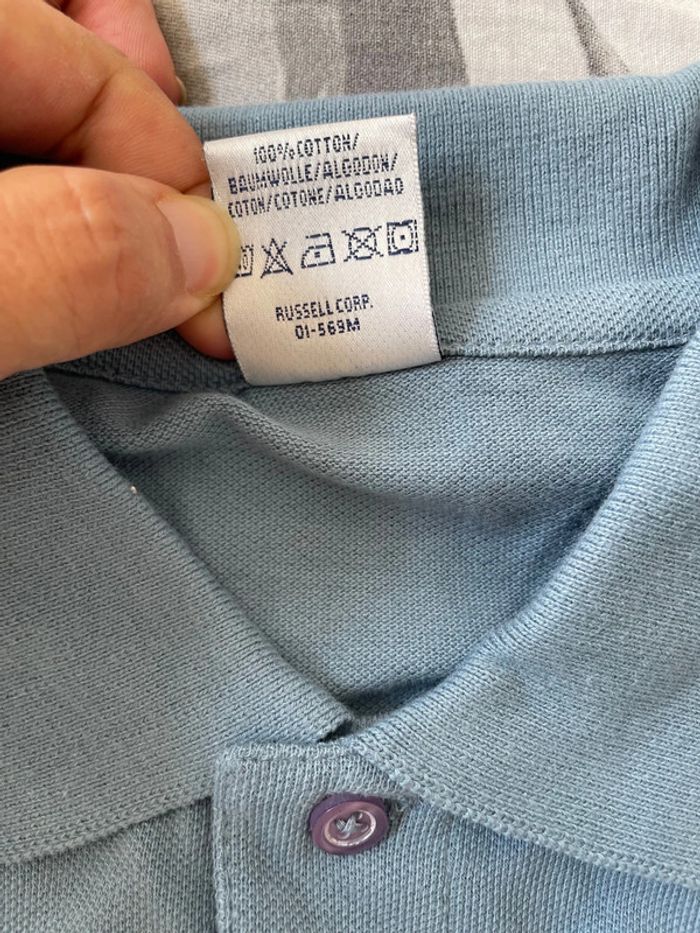 100% COTTON/
BAUMWOLLE/ALGODON/
COTON/COTONE/ALGODAO
RUSSELL CORP.
01-569M